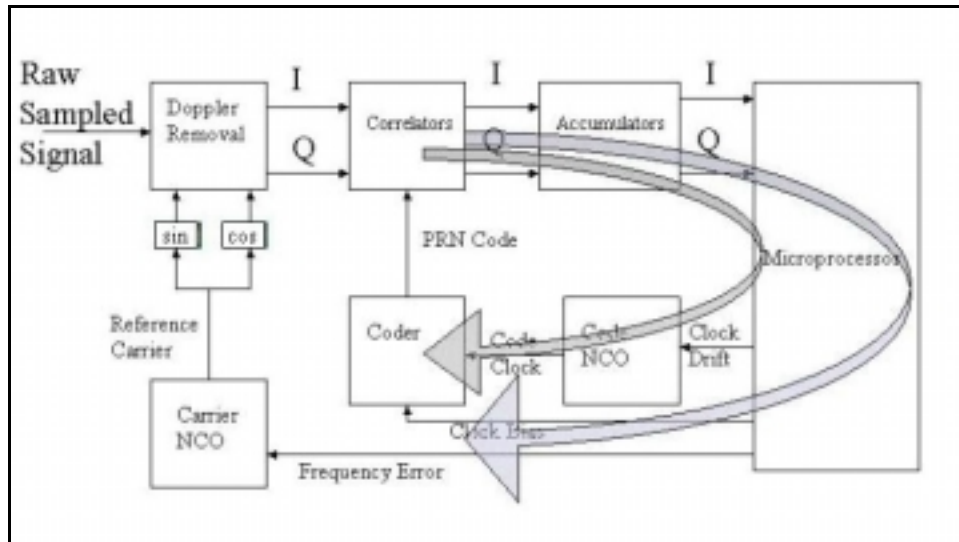 Raw
Sampled
Signal
I
I
I
Doppler
Removal
Correlators
Accumulators
Q
Q
Q
sin
cos
PRN Code
Microprocessor
Reference
Carrier
Coder
Code
Clock
Code
NCO
Clock
Drift
Carrier
NCO
Clock Bias
Frequency Error